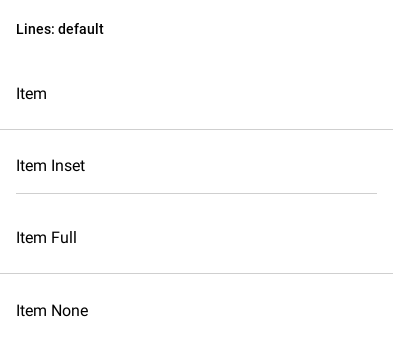 Lines: default
Item
Item Inset
Item Full
Item None